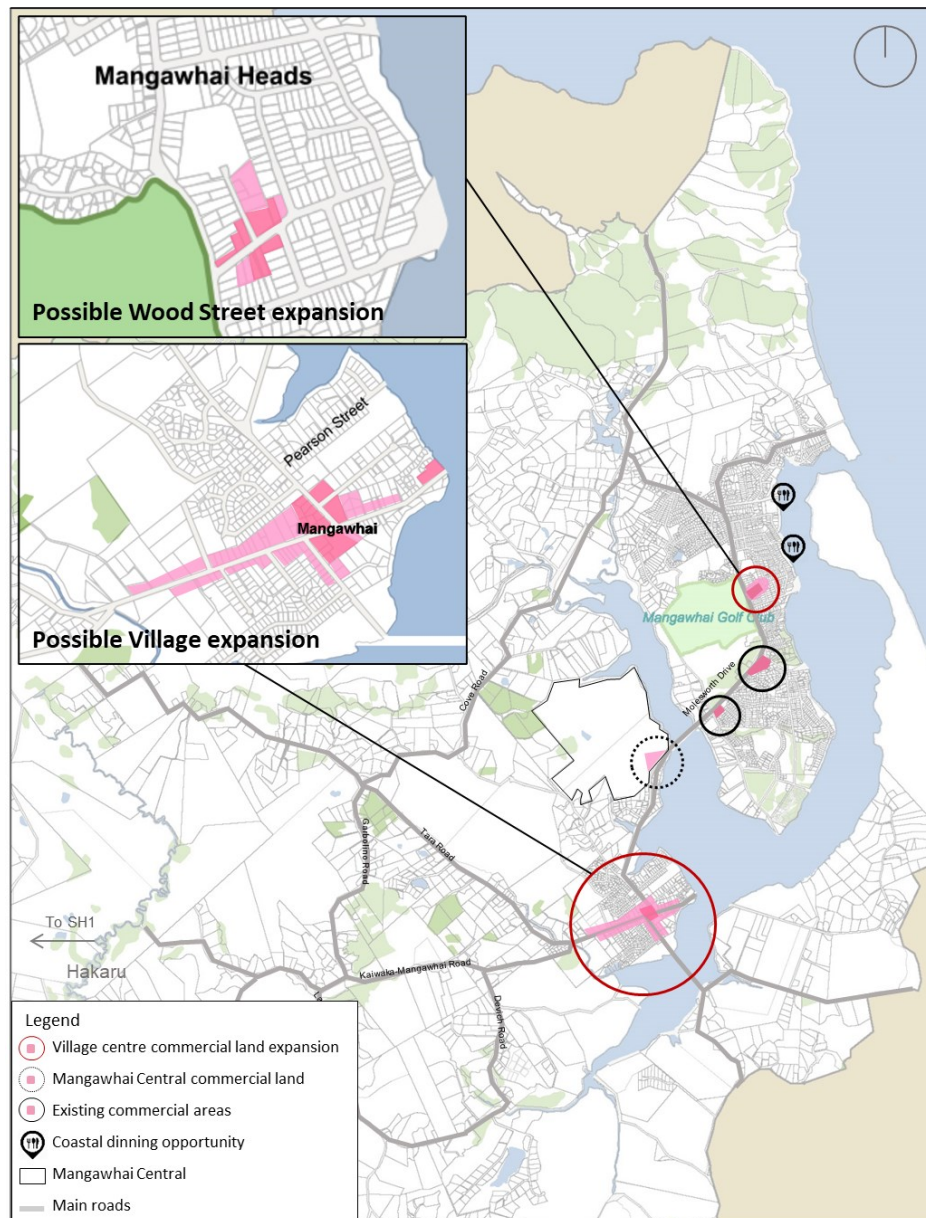 Mangawhai Heads
Possible Wood Street expansion
Pearson Street
Mangawhai
Possible Village expansion
Mangawhai Golf Club
Molesworth Drive
Cove Road
Garbolino Road
Tara Road
To SH1
Hakaru
Kaiwaka-Mangawhai Road
Devich Road
Legend
Village centre commercial land expansion
Mangawhai Central commercial land
Existing commercial areas
Coastal dinning opportunity
Mangawhai Central
Main roads